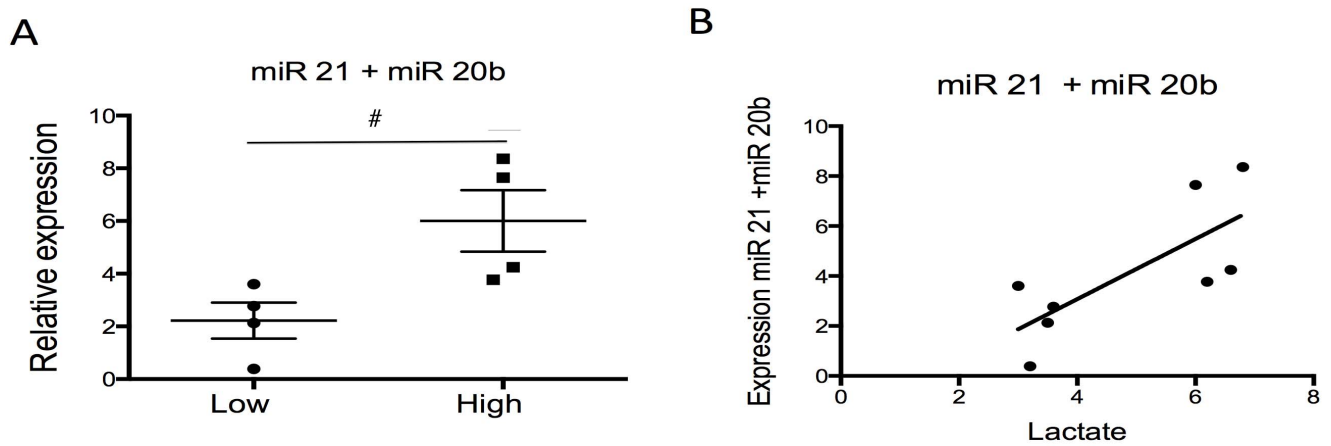 A
miR 21 + miR 20b
#
Relative expression
10
8
6
4
2
0
Low High
B
miR 21 + miR 20b
Expression miR 21 +miR 20b
10
8
6
4
2
0
0 2 4 6 8
Lactate